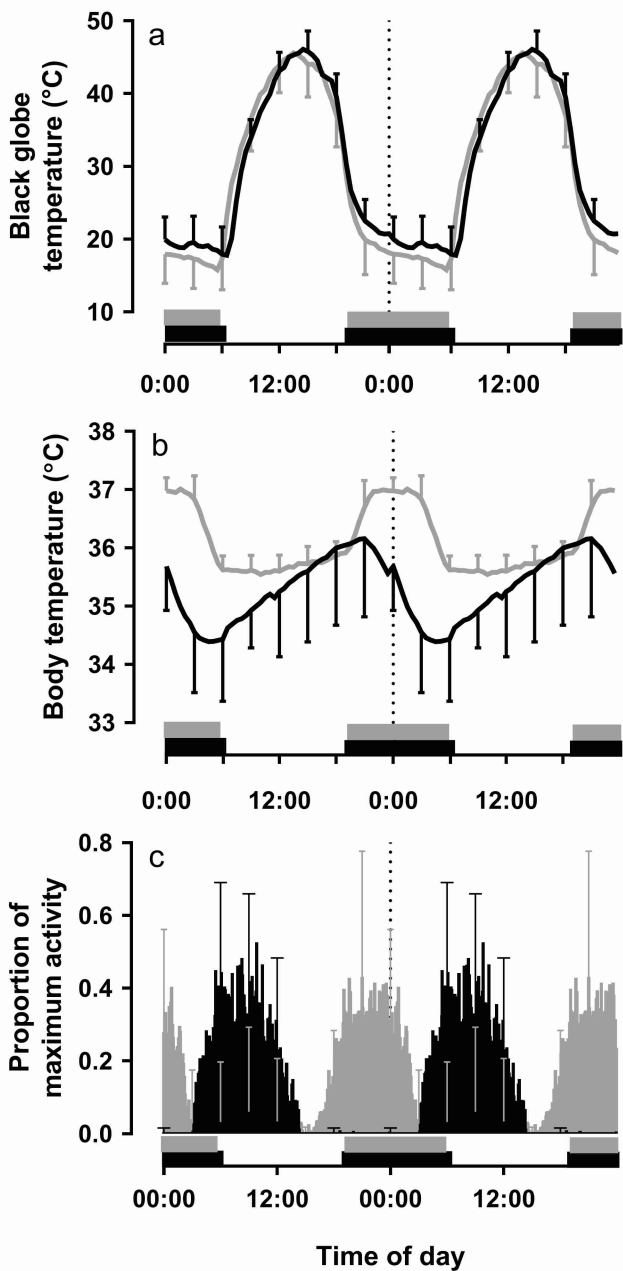 a
Black globe
temperature (°C)
50
40
30
20
10
0:00 12:00 0:00 12:00
b
Body temperature (°C)
38
37
36
35
34
33
0:00 12:00 0:00 12:00
c
Proportion of
maximum activity
0.8
0.6
0.4
0.2
0.0
00:00 12:00 00:00 12:00
Time of day